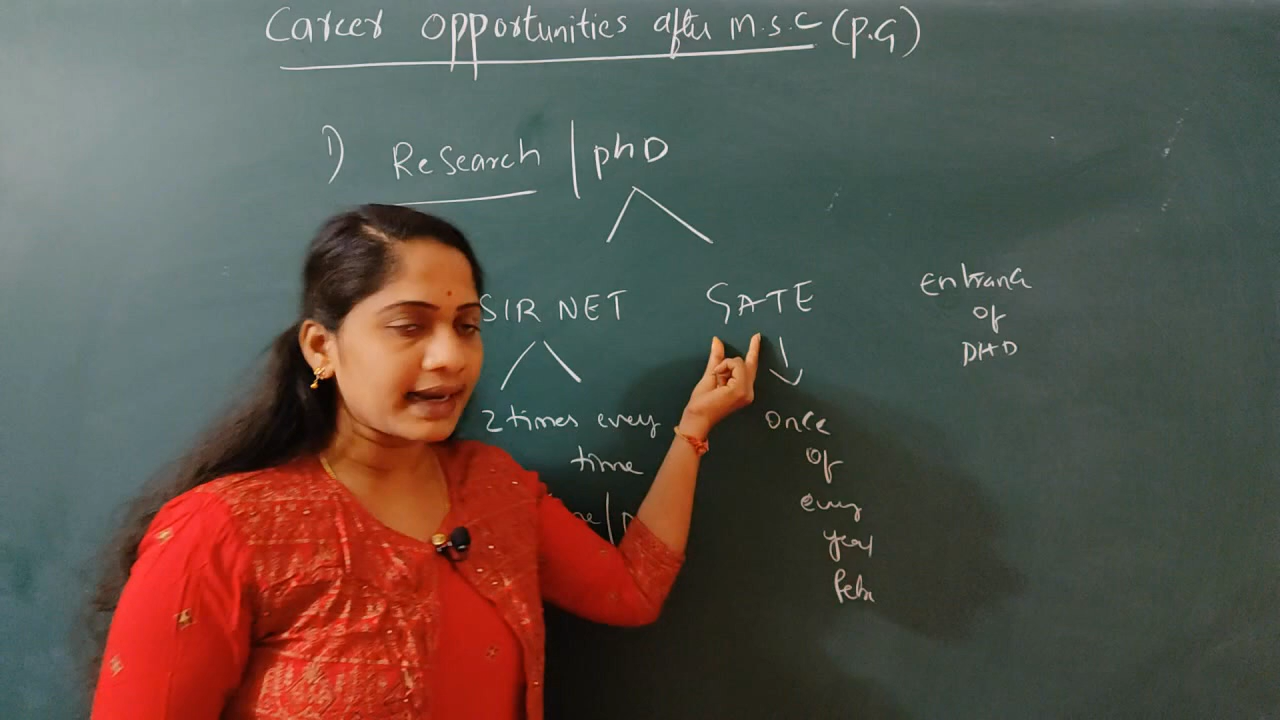 Career opportunities after M.S.C (P.G)
1) Research | phD
SIR NET
GATE
Entrance
of
PHD
2 times every
time
once
of
every
year
Feb